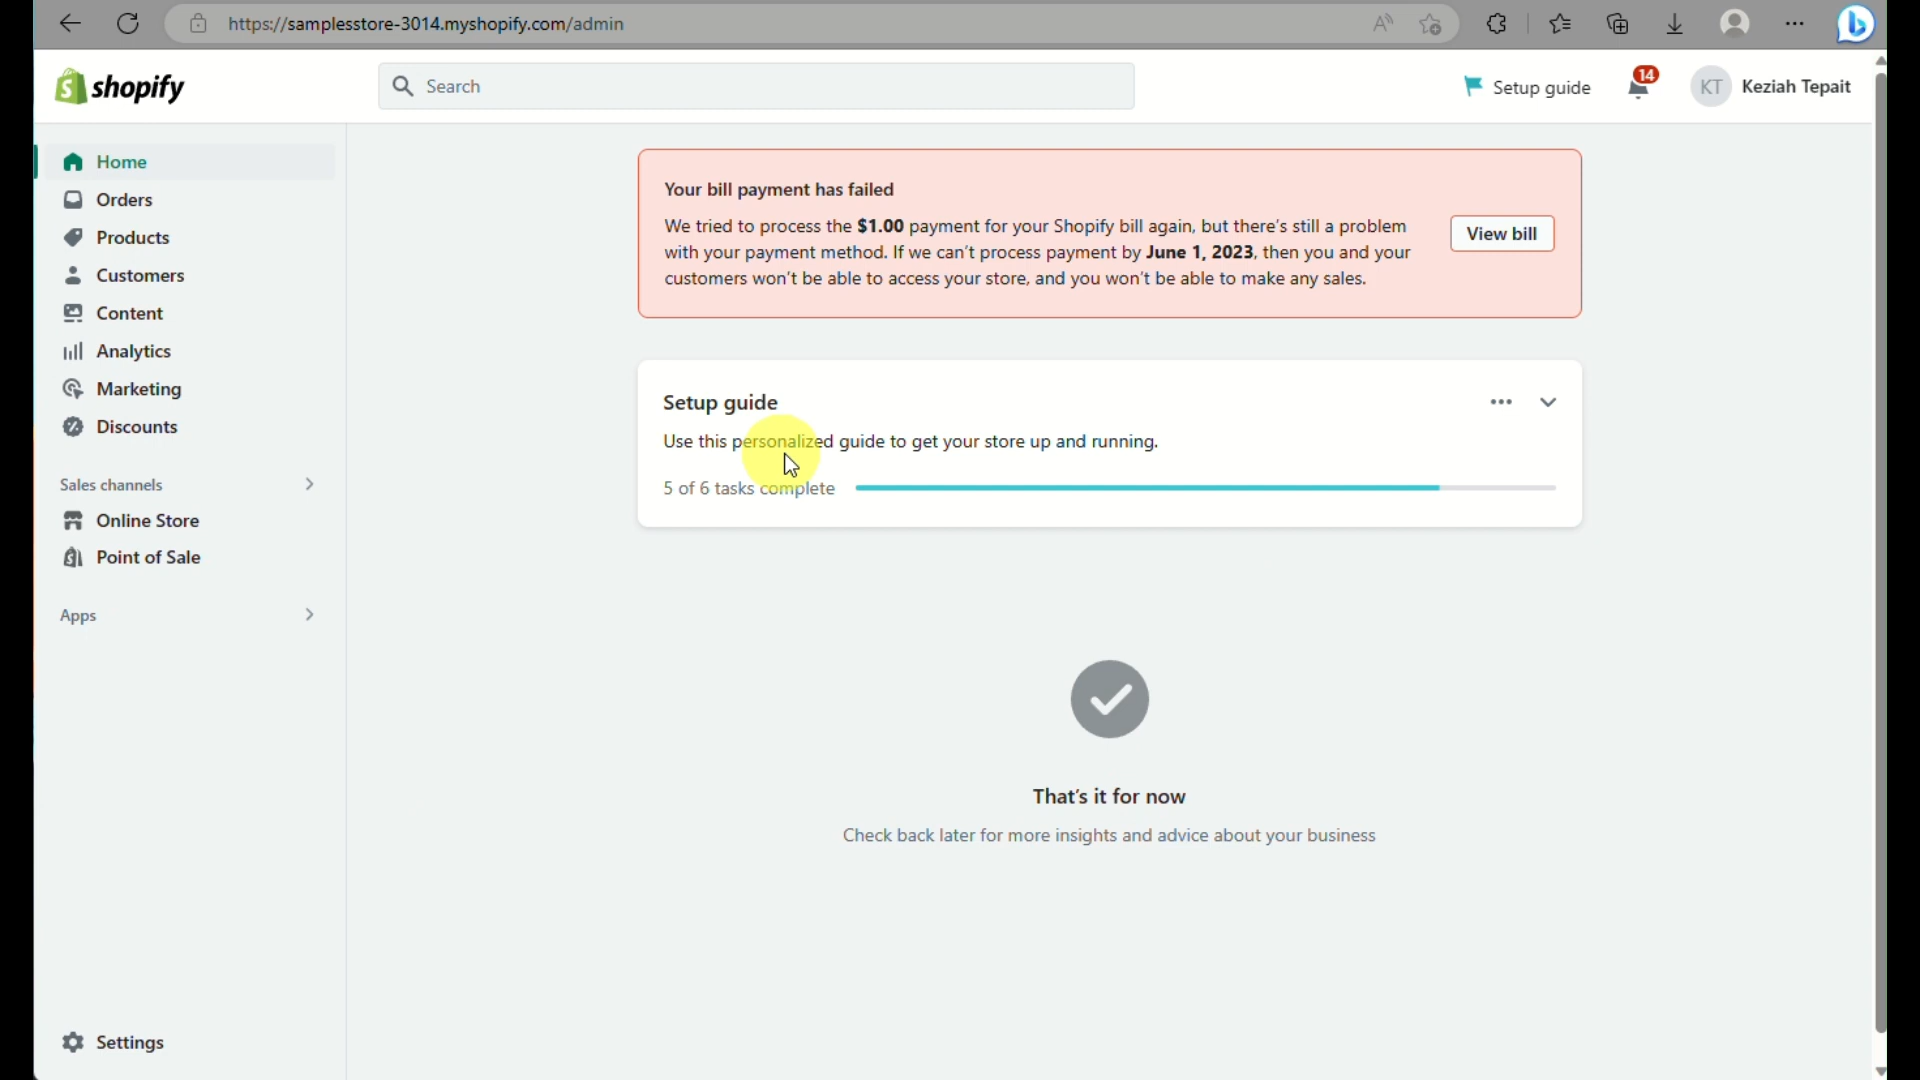 https://samplesstore-3014.myshopify.com/admin
shopify
Search
Setup guide
14
KT
Keziah Tepait
Home
Orders
Products
Customers
Content
Analytics
Marketing
Discounts
Sales channels
Online Store
Point of Sale
Apps
Settings
Your bill payment has failed
We tried to process the $1.00 payment for your Shopify bill again, but there's still a problem
with your payment method. If we can't process payment by June 1, 2023, then you and your
customers won't be able to access your store, and you won't be able to make any sales.
View bill
Setup guide
Use this personalized guide to get your store up and running.
5 of 6 tasks complete
That's it for now
Check back later for more insights and advice about your business